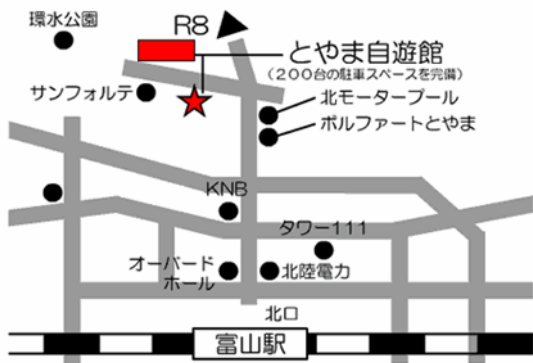 環水公園
R8
とやま自遊館
(200台の駐車スペースを完備)
サンフォルテ
北モータープール
ボルファートとやま
KNB
タワー111
オーバード
ホール
北陸電力
北口
富山駅